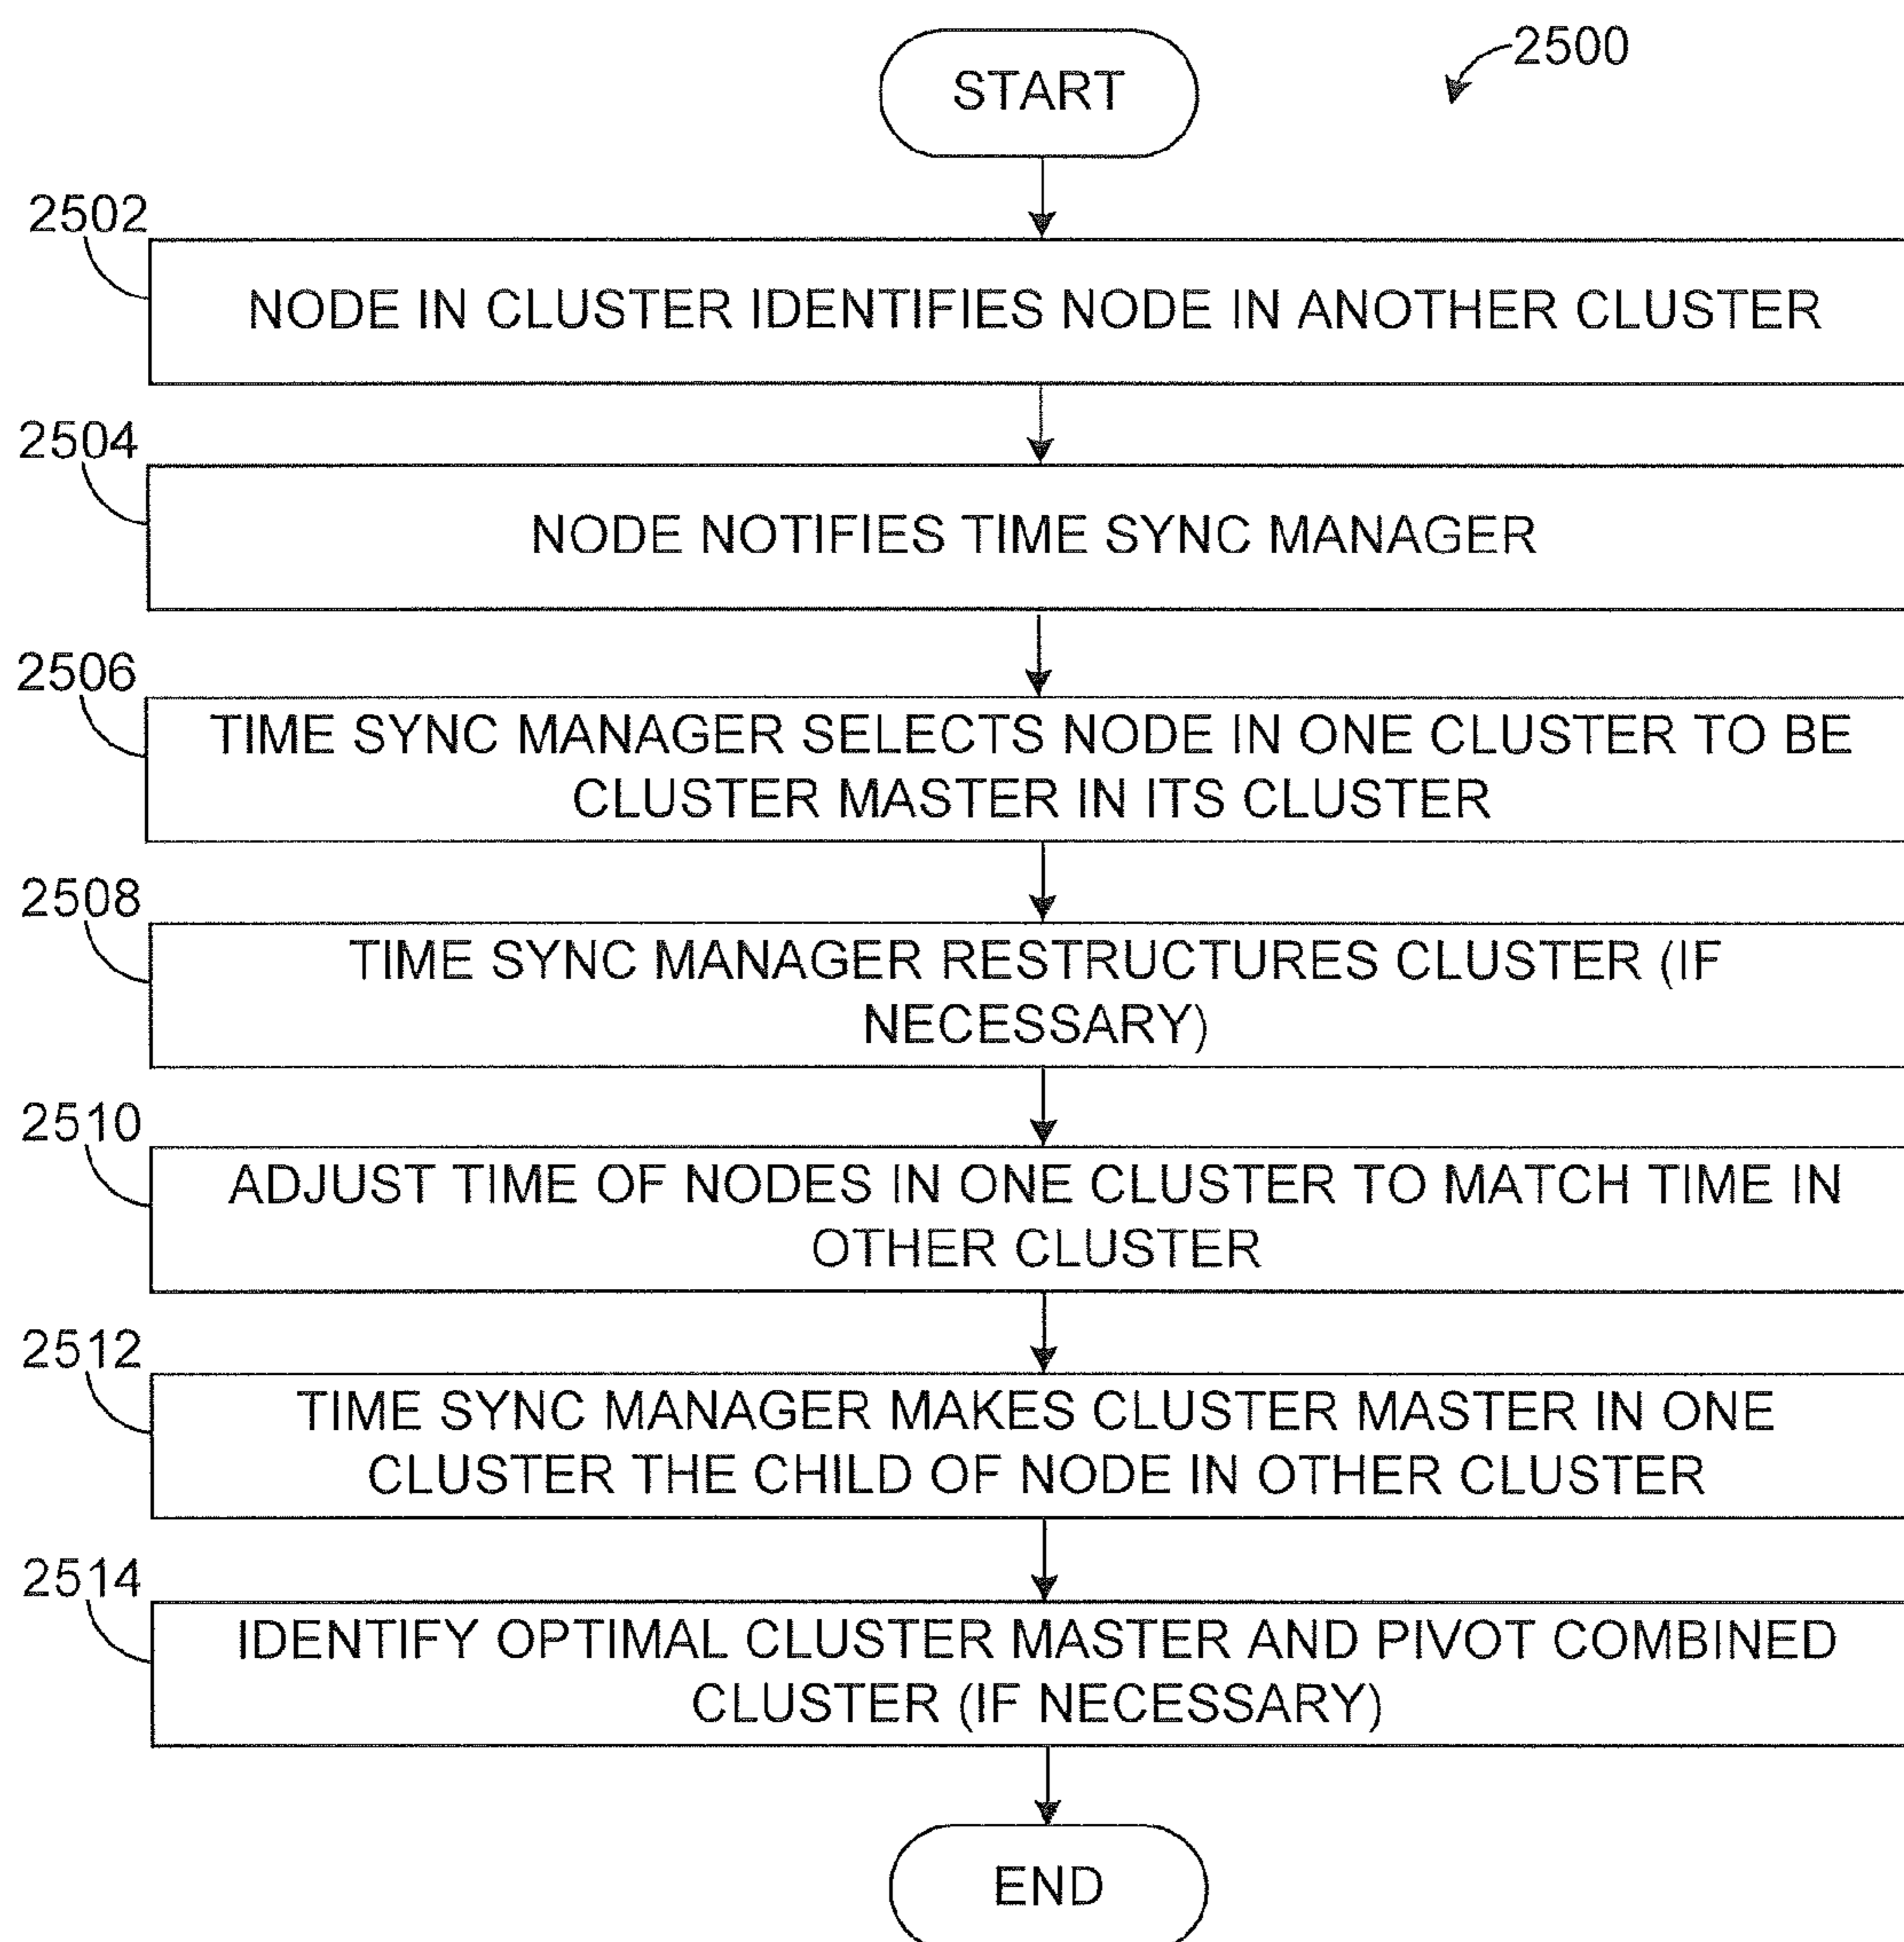 START
2500
2502
NODE IN CLUSTER IDENTIFIES NODE IN ANOTHER CLUSTER
2504
NODE NOTIFIES TIME SYNC MANAGER
2506
TIME SYNC MANAGER SELECTS NODE IN ONE CLUSTER TO BE
CLUSTER MASTER IN ITS CLUSTER
2508
TIME SYNC MANAGER RESTRUCTURES CLUSTER (IF
NECESSARY)
2510
ADJUST TIME OF NODES IN ONE CLUSTER TO MATCH TIME IN
OTHER CLUSTER
2512
TIME SYNC MANAGER MAKES CLUSTER MASTER IN ONE
CLUSTER THE CHILD OF NODE IN OTHER CLUSTER
2514
IDENTIFY OPTIMAL CLUSTER MASTER AND PIVOT COMBINED
CLUSTER (IF NECESSARY)
END